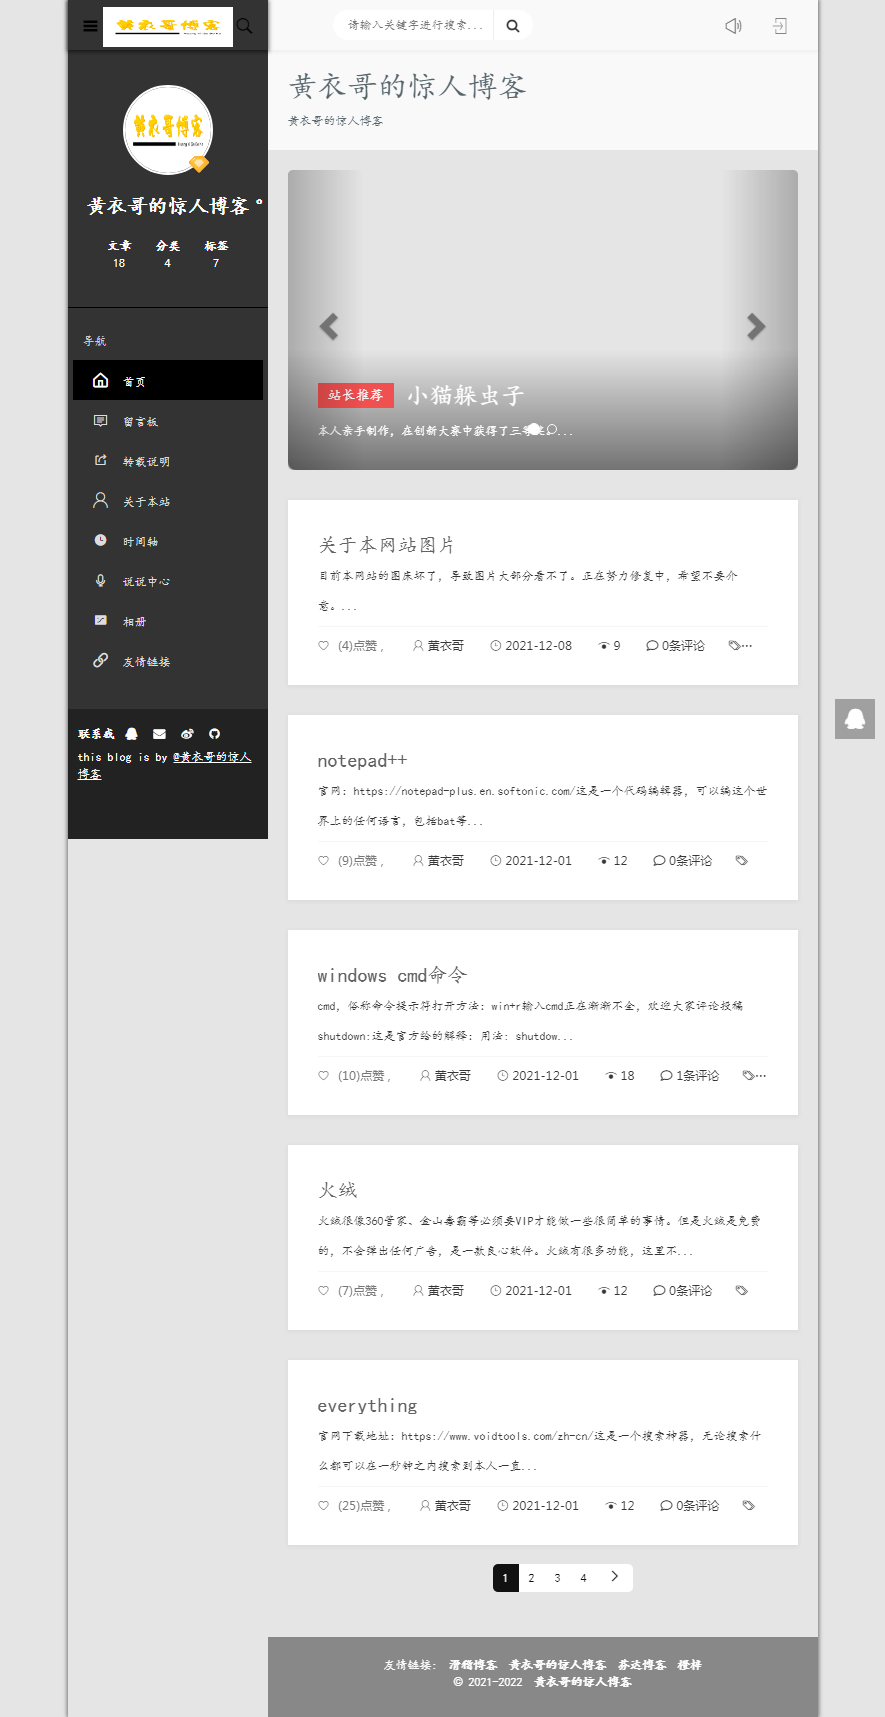 黄衣哥博客
请输入关键字进行搜索...
黄衣哥的惊人博客
黄衣哥的惊人博客
黄衣哥博客
黄衣哥的惊人博客。
文章 分类 标签
18 4 7
导航
首页
留言板
转载说明
关于本站
时间轴
说说中心
相册
友情链接
联系我
this blog is by @黄衣哥的惊人
博客
站长推荐 小猫躲虫子
本人亲手制作，在创新大赛中获得了三等奖。...
关于本网站图片
目前本网站的图床坏了，导致图片大部分看不了。正在努力修复中，希望不要介
意。...
(4)点赞 , 黄衣哥 2021-12-08 9 0条评论 ...
notepad++
官网：https://notepad-plus.en.softonic.com/这是一个代码编辑器，可以编这个世
界上的任何语言，包括bat等...
(9)点赞 , 黄衣哥 2021-12-01 12 0条评论
windows cmd命令
cmd，俗称命令提示符打开方法：win+r输入cmd正在渐渐不全，欢迎大家评论投稿
shutdown:这是官方给的解释：用法: shutdow...
(10)点赞 , 黄衣哥 2021-12-01 18 1条评论 ...
火绒
火绒很像360管家、金山毒霸等必须要VIP才能做一些很简单的事情。但是火绒是免费
的，不会弹出任何广告，是一款良心软件。火绒有很多功能，这里不...
(7)点赞 , 黄衣哥 2021-12-01 12 0条评论
everything
官网下载地址：https://www.voidtools.com/zh-cn/这是一个搜索神器，无论搜索什
么都可以在一秒钟之内搜索到本人一直...
(25)点赞 , 黄衣哥 2021-12-01 12 0条评论
1 2 3 4
友情链接： 滑稽博客 黄衣哥的惊人博客 芬达博客 橙梓
© 2021-2022 黄衣哥的惊人博客